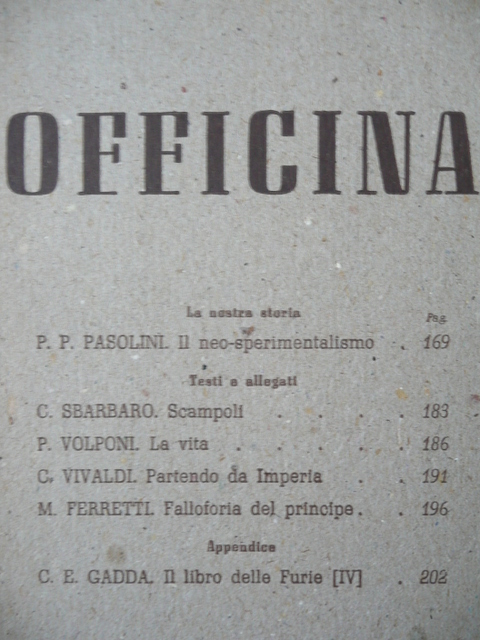 OFFICINA
La nostra storia
Pag.
P. P. PASOLINI. Il neo-sperimentalismo . 169
Testi e allegati
C. SBARBARO. Scampoli . . . . 183
P. VOLPONI. La vita . . . . . 186
C. VIVALDI. Partendo da Imperia . . 191
M. FERRETTI. Falloforia del principe . . 196
Appendice
C. E. GADDA. Il libro delle Furie [IV] . 202